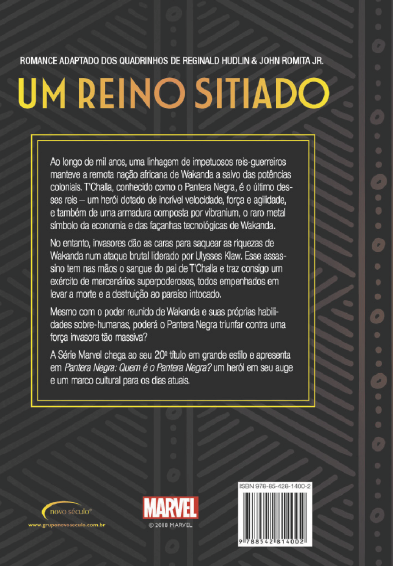 ROMANCE ADAPTADO DOS QUADRINHOS DE REGINALD HUDLIN & JOHN ROMITA JR.
UM REINO SITIADO
Ao longo de mil anos, uma linhagem de impetuosos reis-guerreiros
manteve a remota nação africana de Wakanda a salvo das potências
coloniais. T'Challa, conhecido como o Pantera Negra, é o último des-
ses reis – um herói dotado de incrível velocidade, força e agilidade,
e também de uma armadura composta por vibranium, o raro metal
símbolo da economia e das façanhas tecnológicas de Wakanda.
No entanto, invasores dão as caras para saquear as riquezas de
Wakanda num ataque brutal liderado por Ulysses Klaw. Esse assas-
sino tem nas mãos o sangue do pai de T'Challa e traz consigo um
exército de mercenários superpoderosos, todos empenhados em
levar a morte e a destruição ao paraíso intocado.
Mesmo com o poder reunido de Wakanda e suas próprias habili-
dades sobre-humanas, poderá o Pantera Negra triunfar contra uma
força invasora tão massiva?
A Série Marvel chega ao seu 20º título em grande estilo e apresenta
em Pantera Negra: Quem é o Pantera Negra? um herói em seu auge
e um marco cultural para os dias atuais.
novo século®
www.gruponovoseculo.com.br
MARVEL
© 2018 MARVEL
ISBN 978-85-428-1400-2
9 788542 814002